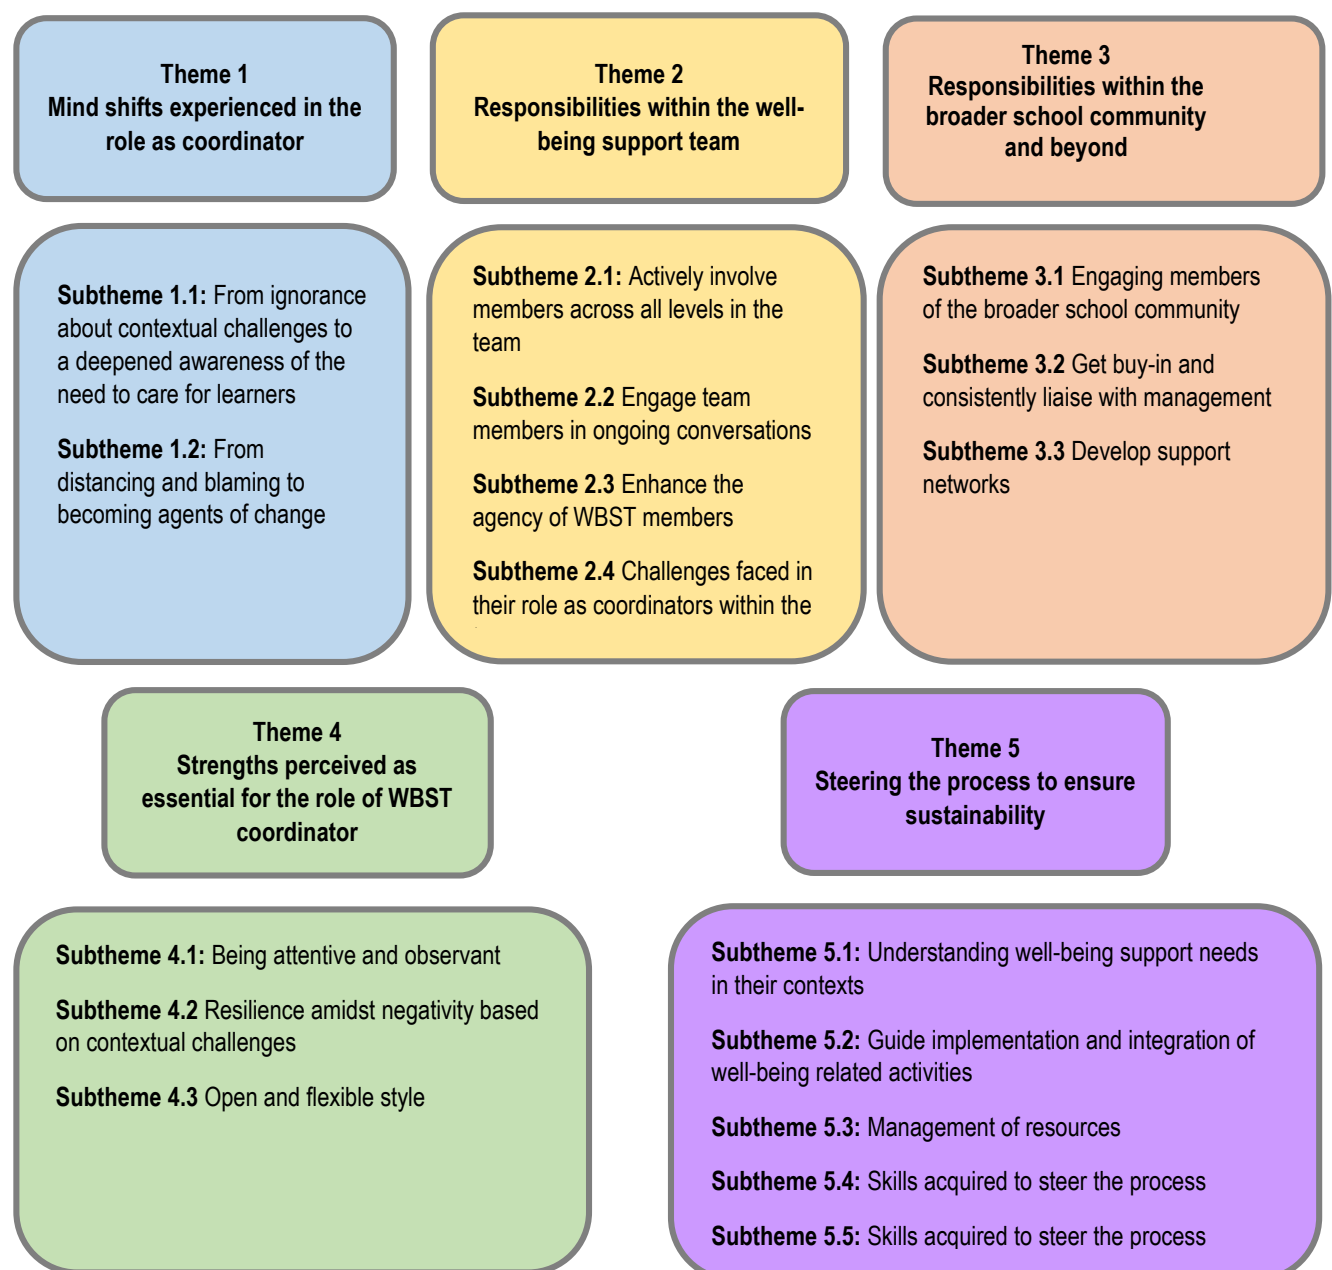 Theme 1
Mind shifts experienced in the
role as coordinator
Theme 2
Responsibilities within the well-
being support team
Theme 3
Responsibilities within the
broader school community
and beyond
Subtheme 1.1: From ignorance
about contextual challenges to
a deepened awareness of the
need to care for learners
Subtheme 1.2: From
distancing and blaming to
becoming agents of change
Subtheme 2.1: Actively involve
members across all levels in the
team
Subtheme 2.2 Engage team
members in ongoing conversations
Subtheme 2.3 Enhance the
agency of WBST members
Subtheme 2.4 Challenges faced in
their role as coordinators within the
Subtheme 3.1 Engaging members
of the broader school community
Subtheme 3.2 Get buy-in and
consistently liaise with management
Subtheme 3.3 Develop support
networks
Theme 4
Strengths perceived as
essential for the role of WBST
coordinator
Theme 5
Steering the process to ensure
sustainability
Subtheme 4.1: Being attentive and observant
Subtheme 4.2 Resilience amidst negativity based
on contextual challenges
Subtheme 4.3 Open and flexible style
Subtheme 5.1: Understanding well-being support needs
in their contexts
Subtheme 5.2: Guide implementation and integration of
well-being related activities
Subtheme 5.3: Management of resources
Subtheme 5.4: Skills acquired to steer the process
Subtheme 5.5: Skills acquired to steer the process